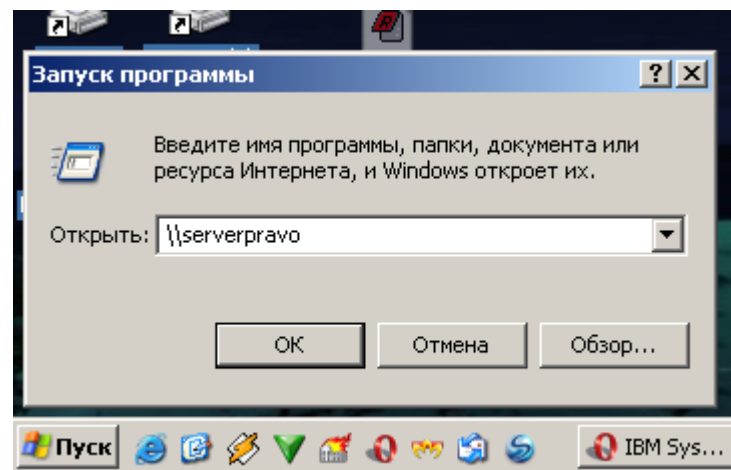 Запуск программы
Введите имя программы, папки, документа или
ресурса Интернета, и Windows откроет их.
Открыть: \\serverpravo
ОК Отмена Обзор...
Пуск IBM Sys...